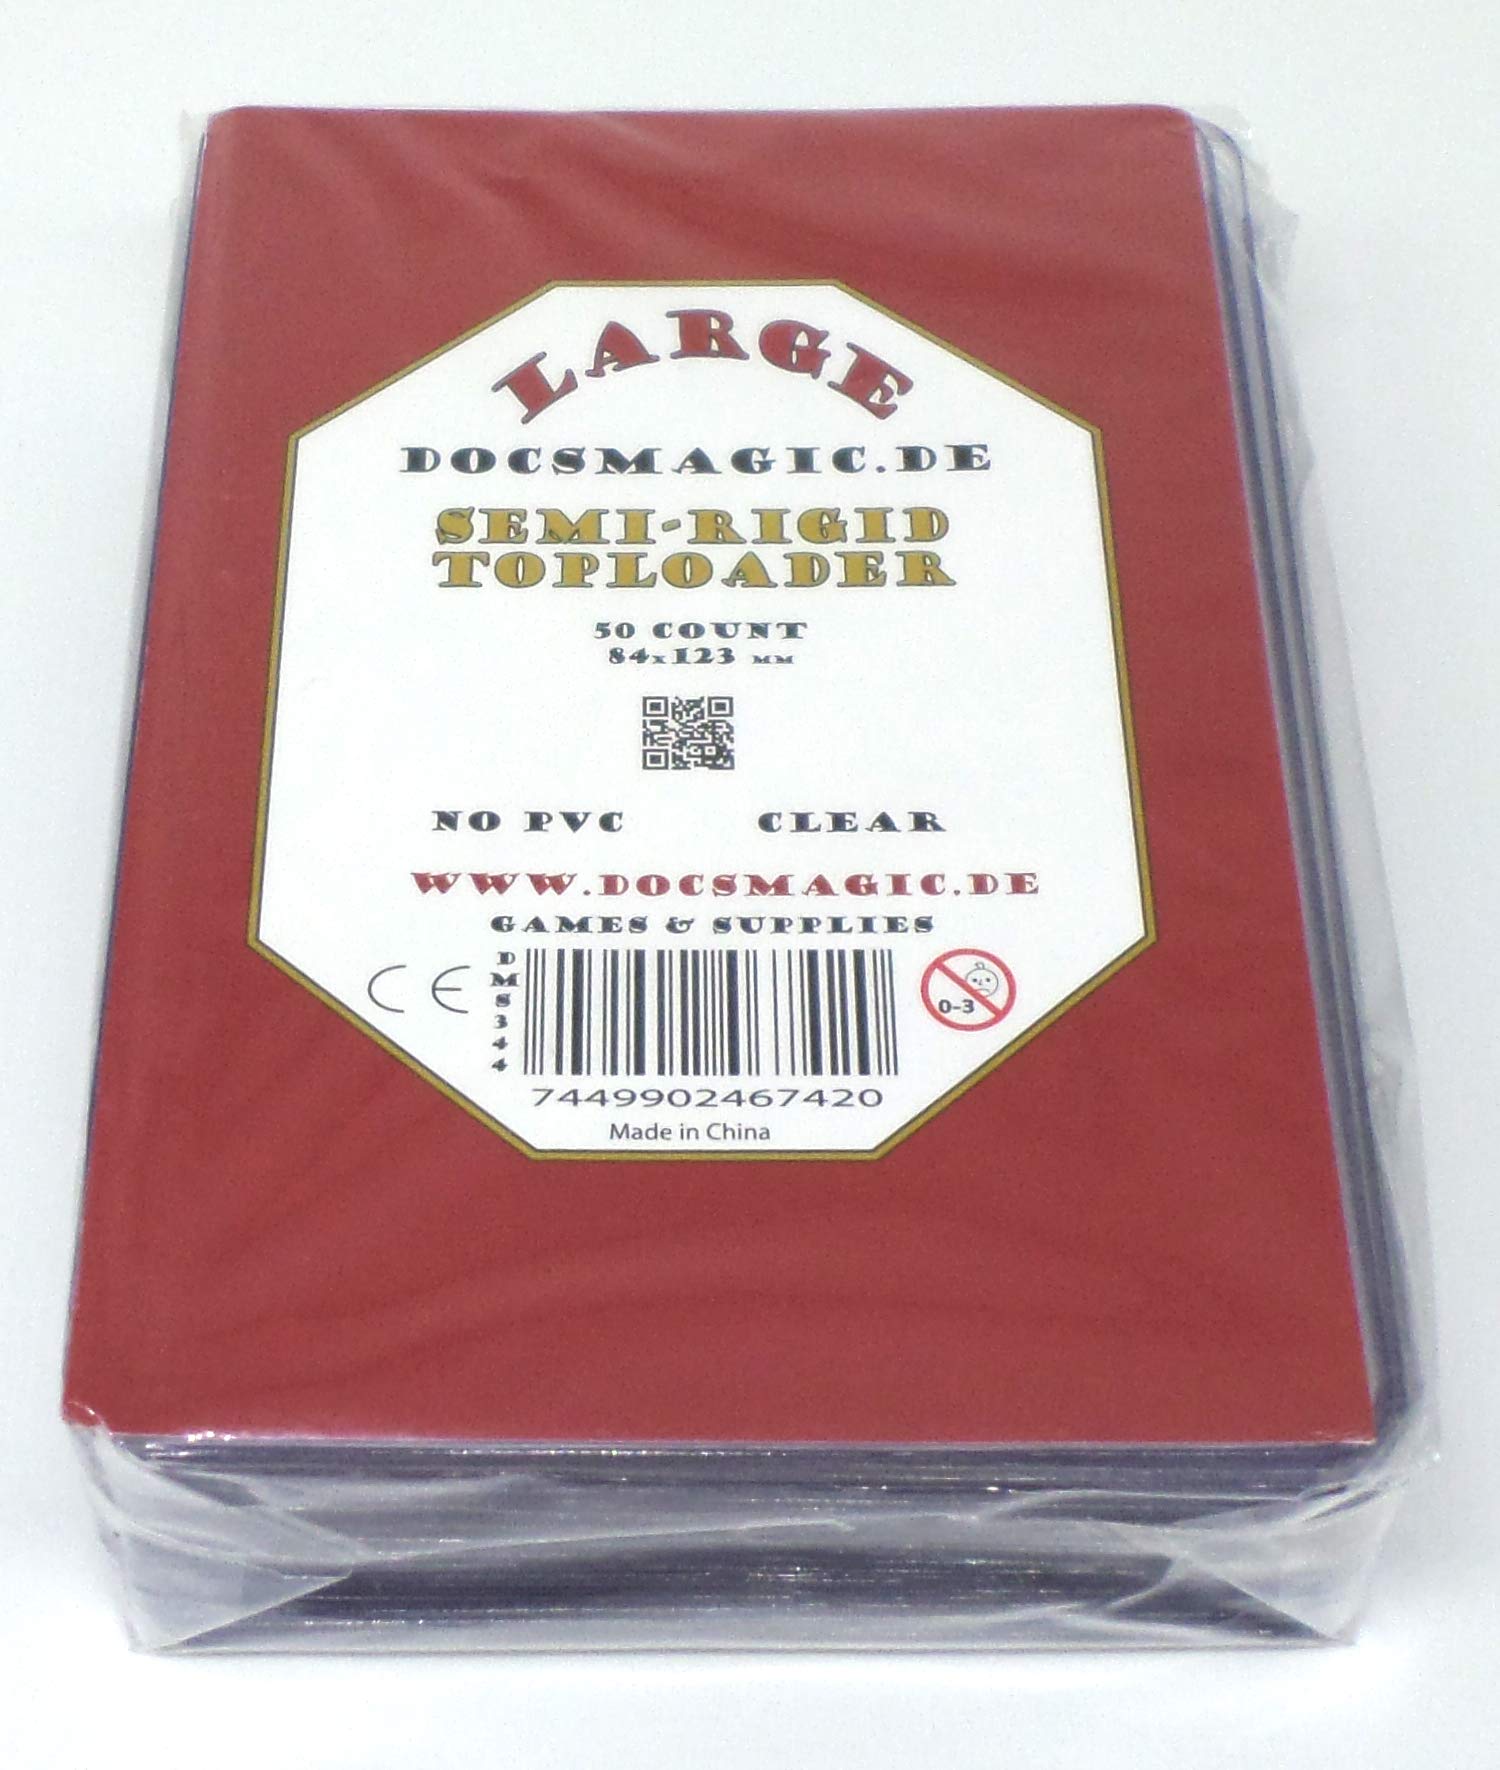 LARGE
DOCSMAGIC.DE
SEMI-RIGID
TOPLOADER
50 COUNT
84x123 MM
NO PVC CLEAR
WWW.DOCSMAGIC.DE
GAMES & SUPPLIES
CE
DMS344
0-3
7449902467420
Made in China